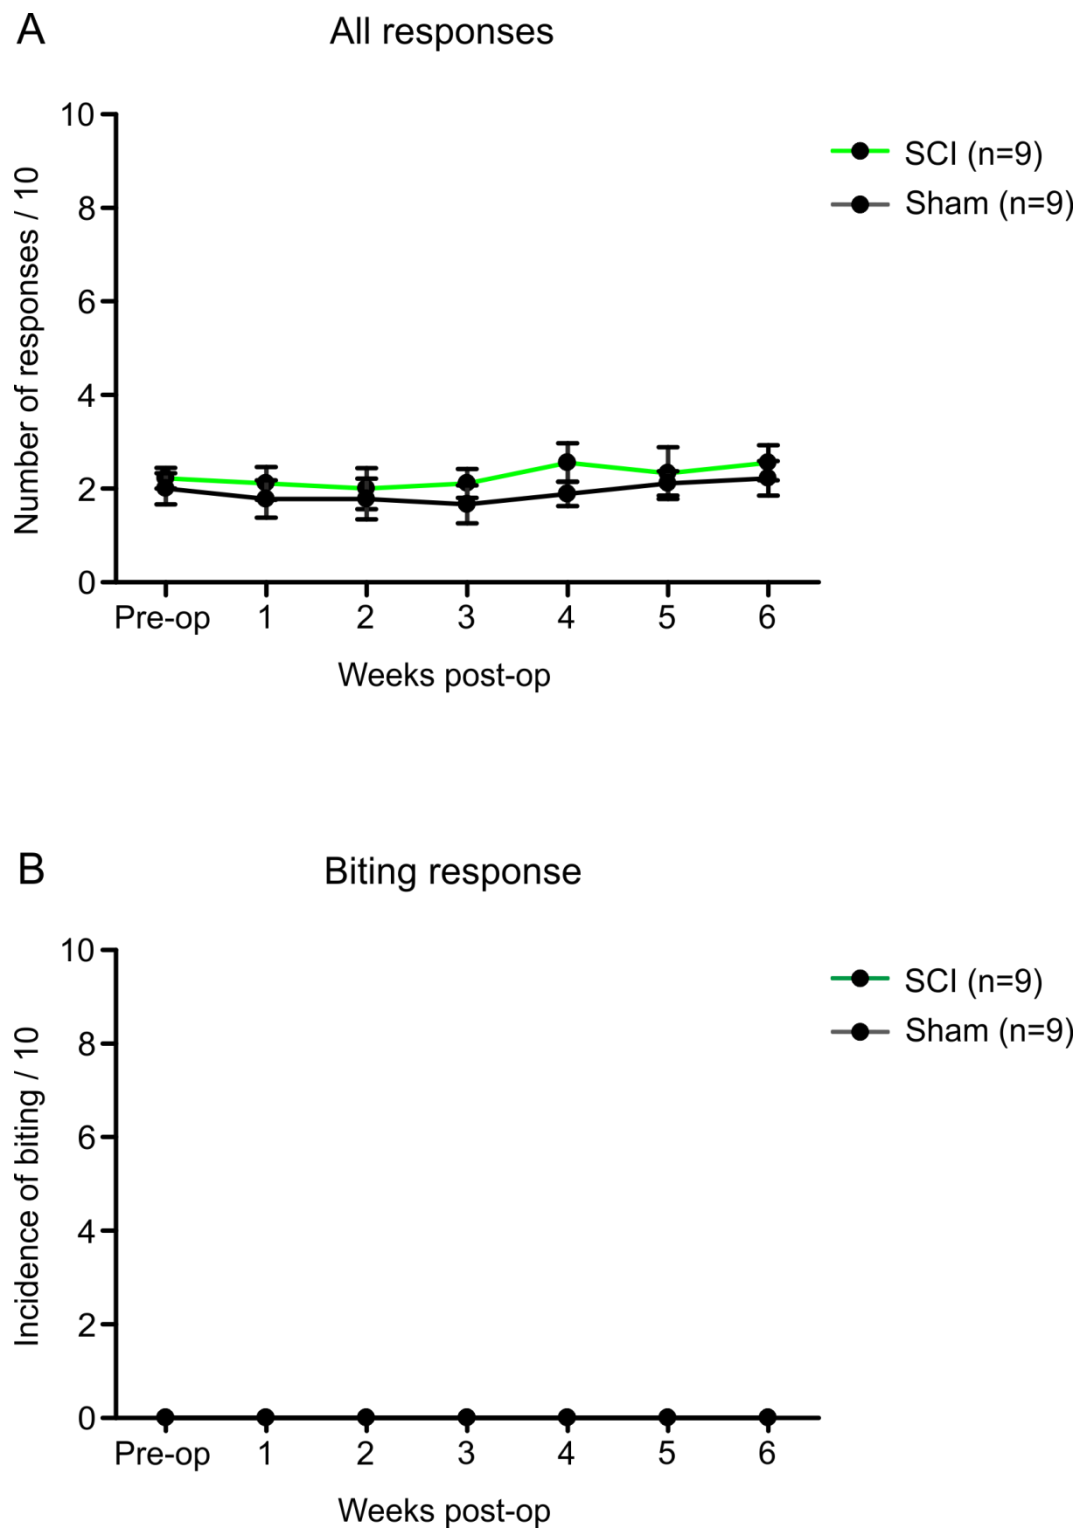 A
All responses
Number of responses / 10
10
8
6
4
2
0
Pre-op 1 2 3 4 5 6
Weeks post-op
SCI (n=9)
Sham (n=9)
B
Biting response
Incidence of biting / 10
10
8
6
4
2
0
Pre-op 1 2 3 4 5 6
Weeks post-op
SCI (n=9)
Sham (n=9)